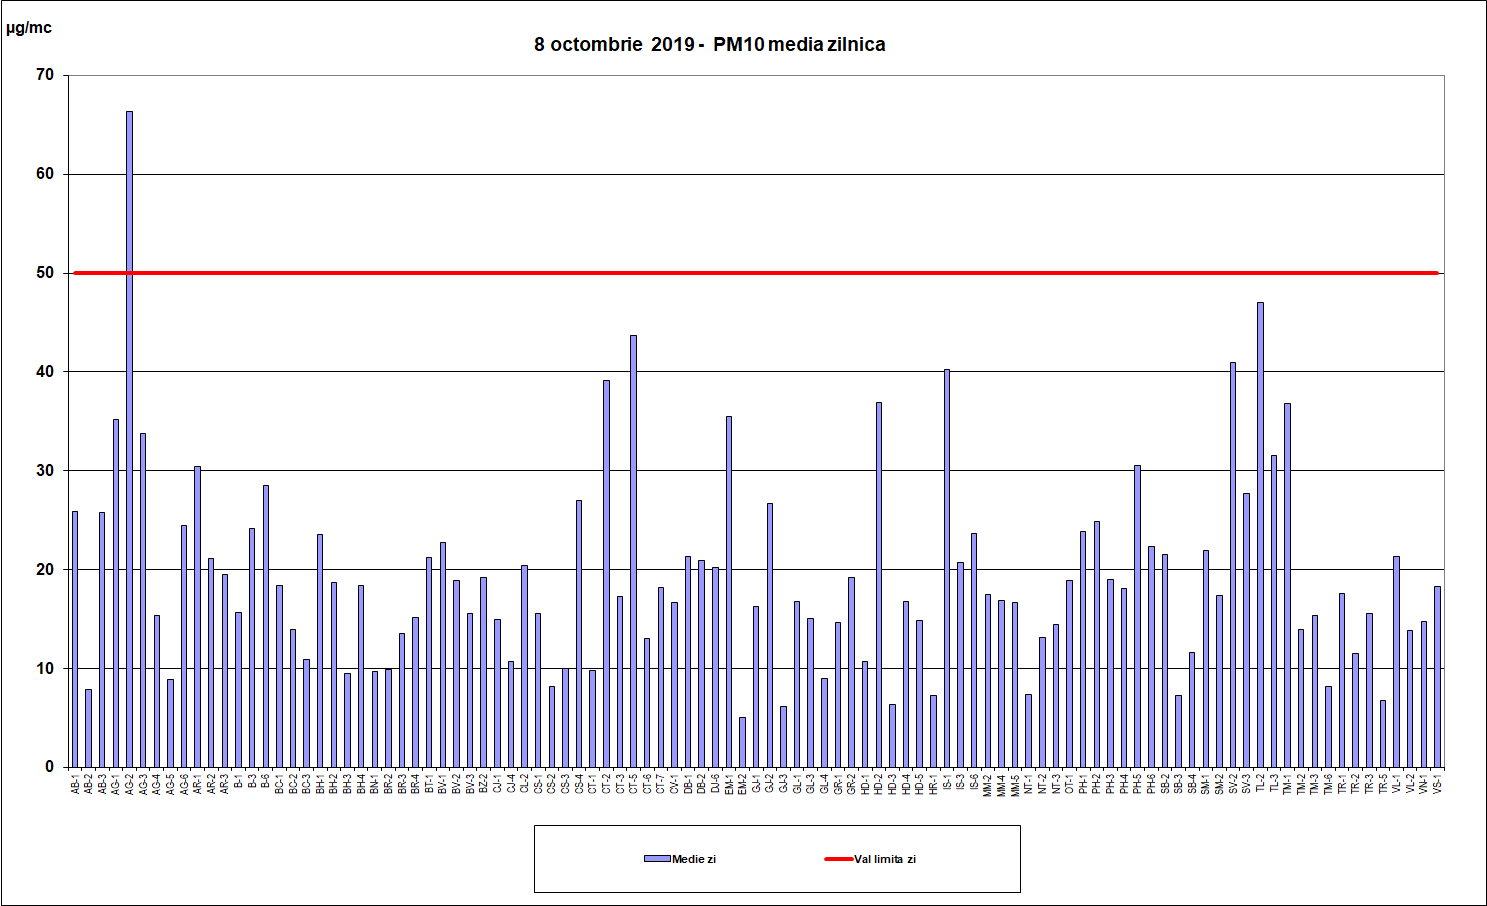 µg/mc
8 octombrie 2019 - PM10 media zilnica
70
60
50
40
30
20
10
0
AB-1 AB-2 AB-3 AG-1 AG-2 AG-3 AG-4 AG-5 AG-6 AR-1 AR-2 AR-3 B-1 B-3 B-6 BC-1 BC-2 BC-3 BH-1 BH-2 BH-3 BH-4 BN-1 BR-2 BR-3 BR-4 BT-1 BV-1 BV-2 BV-3 BZ-2 CJ-1 CJ-4 CL-2 CS-1 CS-2 CS-3 CS-4 CT-1 CT-2 CT-3 CT-5 CT-6 CT-7 CV-1 DB-1 DB-2 DJ-6 EM-1 EM-2 GJ-1 GJ-2 GJ-3 GL-1 GL-3 GL-4 GR-1 GR-2 HD-1 HD-2 HD-3 HD-4 HD-5 HR-1 IS-1 IS-3 IS-6 MM-2 MM-4 MM-5 NT-1 NT-2 NT-3 OT-1 PH-1 PH-2 PH-3 PH-4 PH-5 PH-6 SB-2 SB-3 SB-4 SM-1 SM-2 SV-2 SV-3 TL-2 TL-3 TM-1 TM-2 TM-3 TM-6 TR-1 TR-2 TR-3 TR-5 VL-1 VL-2 VN-1 VS-1
Medie zi Val limita zi